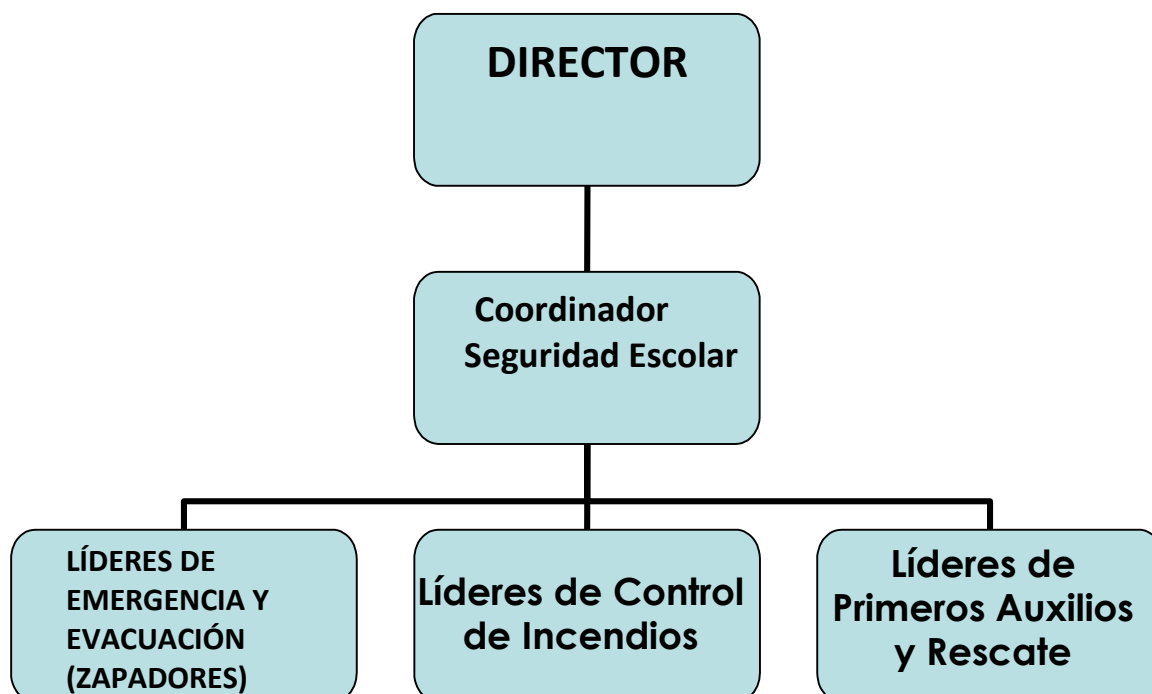 DIRECTOR
Coordinador
Seguridad Escolar
LÍDERES DE
EMERGENCIA Y
EVACUACIÓN
(ZAPADORES)
Líderes de Control
de Incendios
Líderes de
Primeros Auxilios
y Rescate